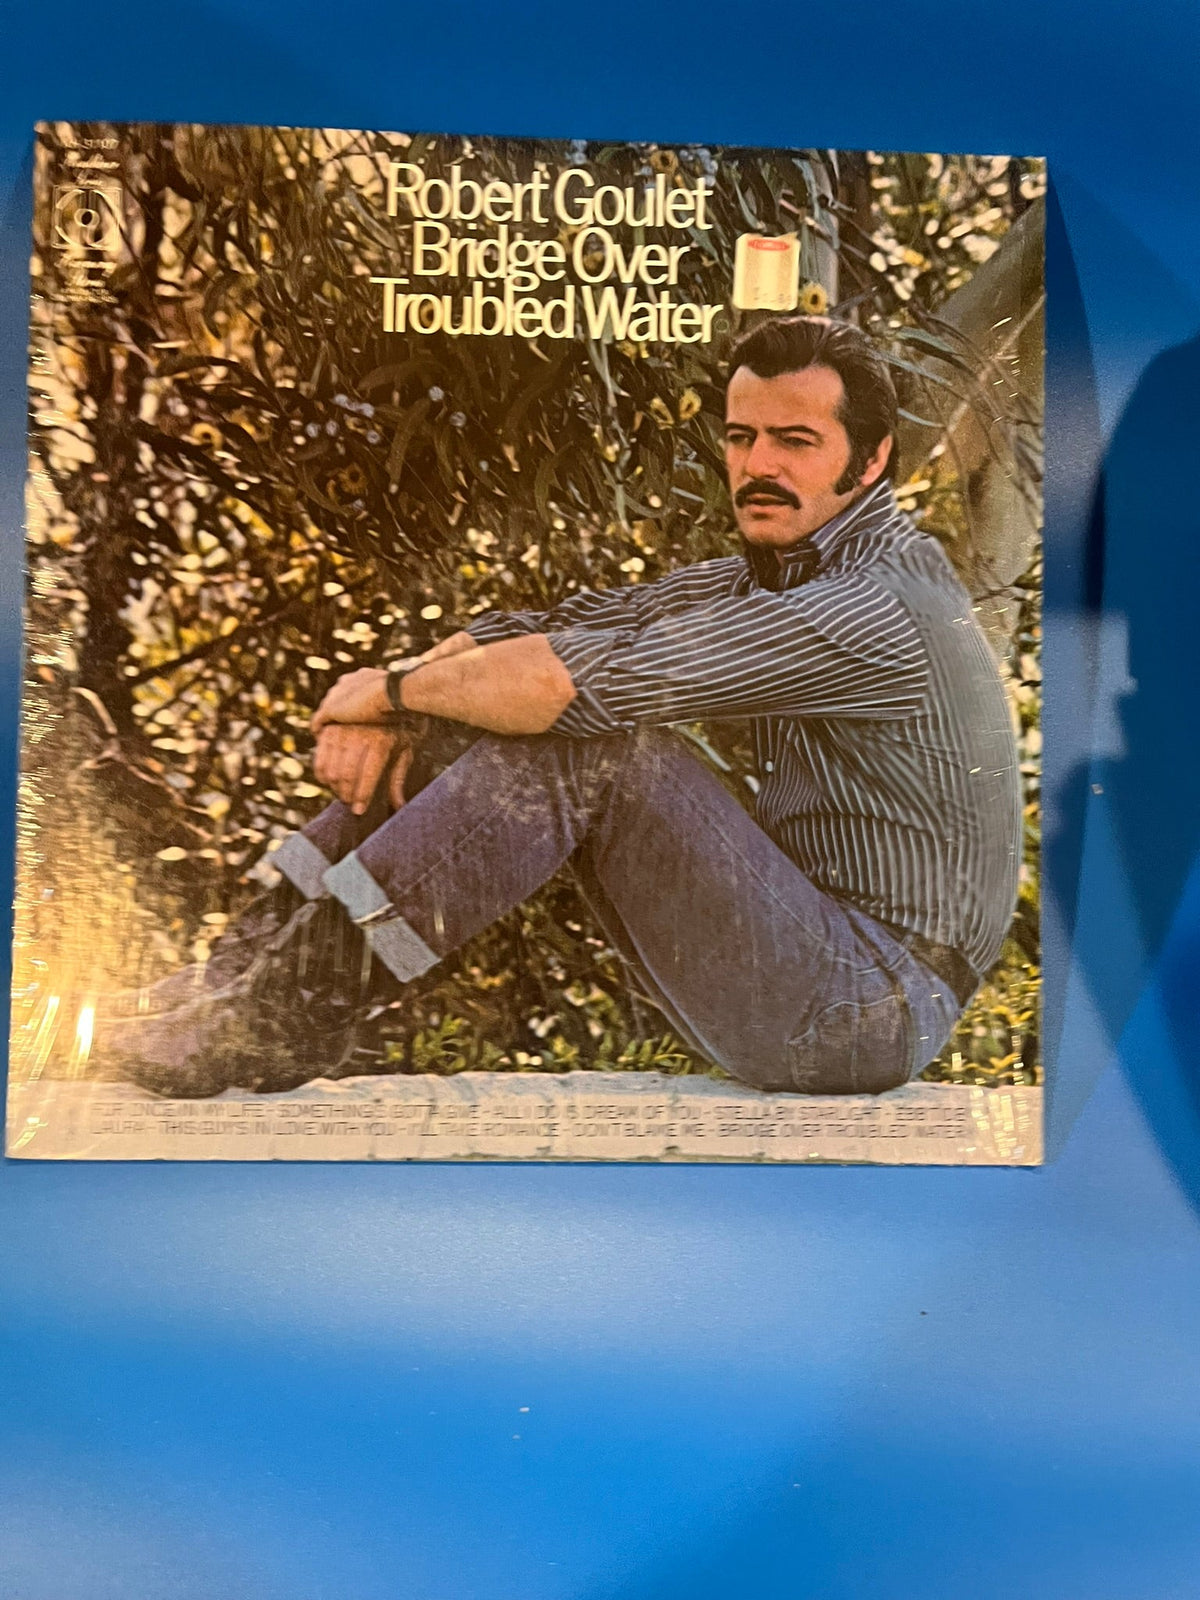 Robert Goulet
Bridge Over
Troubled Water
FOR ONCE IN MY LIFE - SOMETHING'S GOTTA GIVE - ALL I DO IS DREAM OF YOU - STELLA BY STARLIGHT - EBB TIDE
LAURA - THIS GUY'S IN LOVE WITH YOU - I'LL TAKE ROMANCE - DON'T BLAME ME - BRIDGE OVER TROUBLED WATER